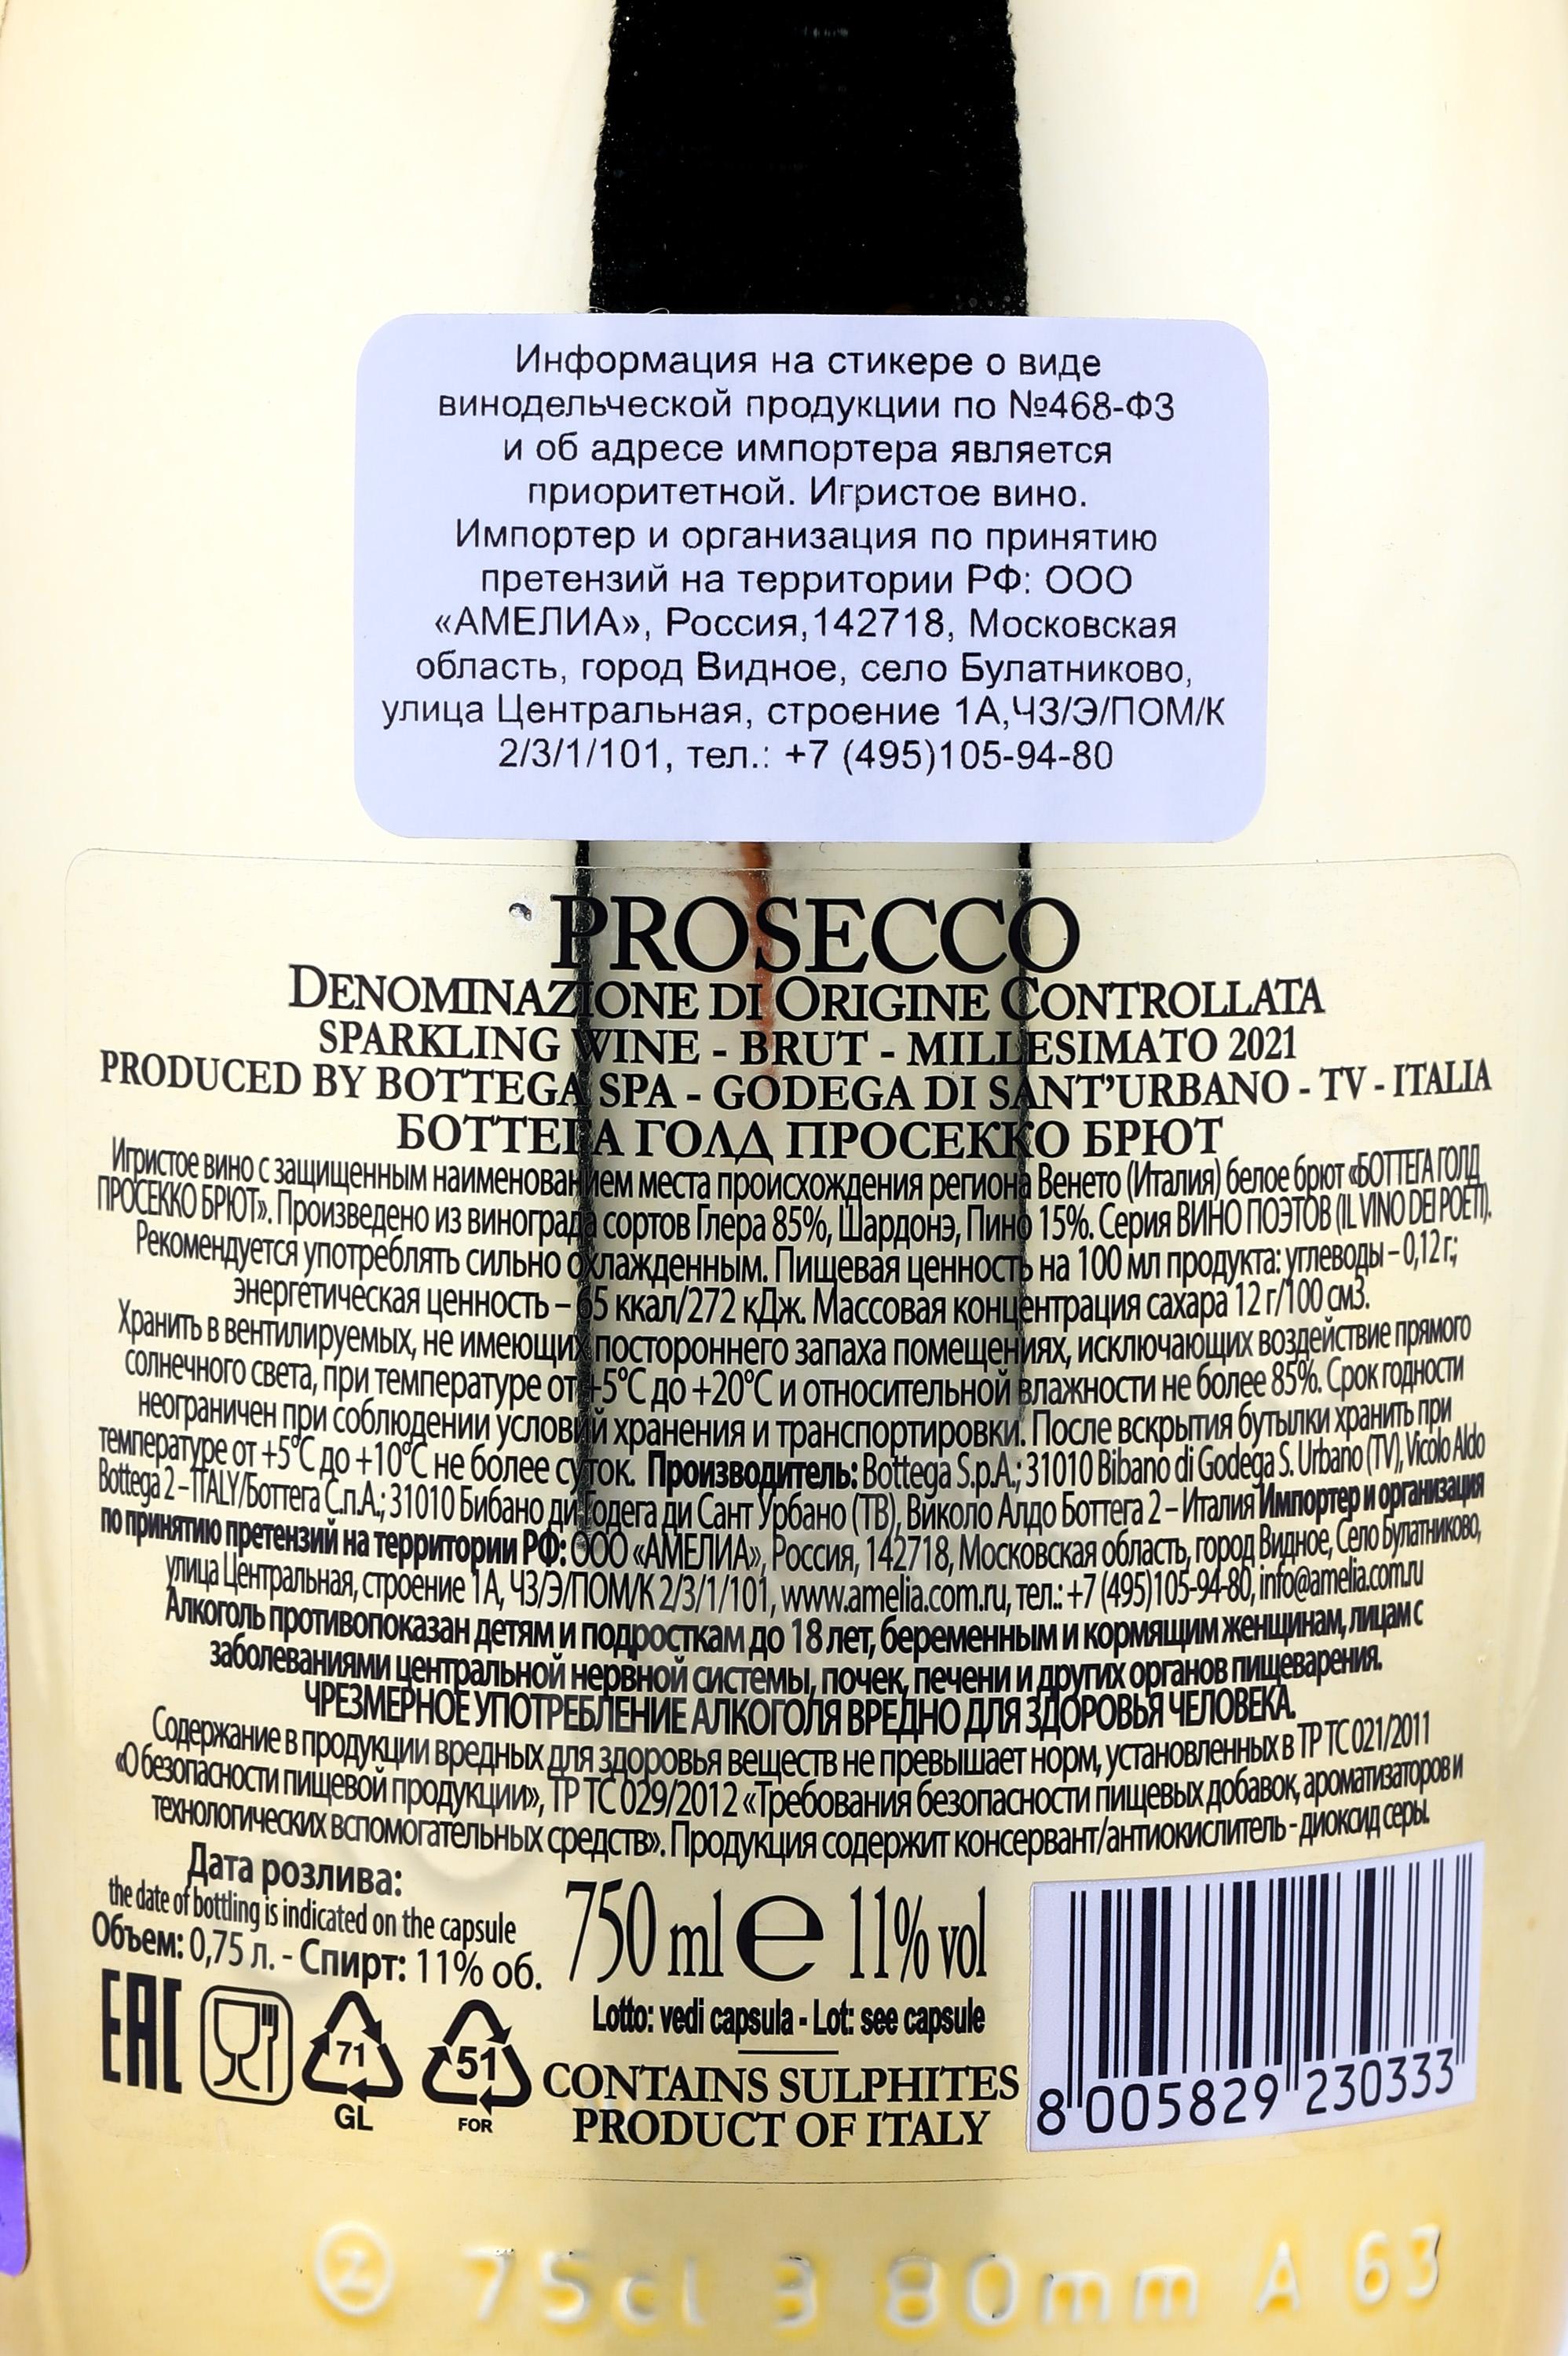 Информация на стикере о виде
винодельческой продукции по №468-ФЗ
и об адресе импортера является
приоритетной. Игристое вино.
Импортер и организация по принятию
претензий на территории РФ: ООО
«АМЕЛИА», Россия,142718, Московская
область, город Видное, село Булатниково,
улица Центральная, строение 1А,ЧЗ/Э/ПОМ/К
2/3/1/101, тел.: +7 (495)105-94-80
PROSECCO
DENOMINAZIONE DI ORIGINE CONTROLLATA
SPARKLING WINE - BRUT - MILLESIMATO 2021
PRODUCED BY BOTTEGA SPA - GODEGA DI SANT'URBANO - TV - ITALIA
БОТТЕГА ГОЛД ПРОСЕККО БРЮТ
Игристое вино с защищенным наименованием места происхождения региона Венето (Италия) белое брют «БОТТЕГА ГОЛД
ПРОСЕККО БРЮТ». Произведено из винограда сортов Глера 85%, Шардонэ, Пино 15%. Серия ВИНО ПОЭТОВ (IL VINO DEI POETI).
Рекомендуется употреблять сильно охлажденным. Пищевая ценность на 100 мл продукта: углеводы – 0,12 г.;
энергетическая ценность – 65 ккал/272 кДж. Массовая концентрация сахара 12 г/100 см3.
Хранить в вентилируемых, не имеющих постороннего запаха помещениях, исключающих воздействие прямого
солнечного света, при температуре от +5°С до +20°С и относительной влажности не более 85%. Срок годности
неограничен при соблюдении условий хранения и транспортировки. После вскрытия бутылки хранить при
температуре от +5°С до +10°С не более суток. Производитель: Bottega S.p.A.; 31010 Bibano di Godega S. Urbano (TV), Vicolo Aldo
Bottega 2 – ITALY/Боттега С.п.А.; 31010 Бибано ди Годега ди Сант Урбано (ТВ), Виколо Алдо Боттега 2 – Италия Импортер и организация
по принятию претензий на территории РФ: ООО «АМЕЛИА», Россия, 142718, Московская область, город Видное, Село Булатниково,
улица Центральная, строение 1А, ЧЗ/Э/ПОМ/К 2/3/1/101, www.amelia.com.ru, тел.: +7 (495)105-94-80, info@amelia.com.ru
Алкоголь противопоказан детям и подросткам до 18 лет, беременным и кормящим женщинам, лицам с
заболеваниями центральной нервной системы, почек, печени и других органов пищеварения.
ЧРЕЗМЕРНОЕ УПОТРЕБЛЕНИЕ АЛКОГОЛЯ ВРЕДНО ДЛЯ ЗДОРОВЬЯ ЧЕЛОВЕКА.
Содержание в продукции вредных для здоровья веществ не превышает норм, установленных в ТР ТС 021/2011
«О безопасности пищевой продукции», ТР ТС 029/2012 «Требования безопасности пищевых добавок, ароматизаторов и
технологических вспомогательных средств». Продукция содержит консервант/антиокислитель - диоксид серы.
Дата розлива:
the date of bottling is indicated on the capsule
Объем: 0,75 л. - Спирт: 11% об.
750 ml e 11% vol
Lotto: vedi capsula - Lot: see capsule
EAC
71
GL
51
FOR
CONTAINS SULPHITES
PRODUCT OF ITALY
8 005829 230333
2 75cl 3 80mm A 63